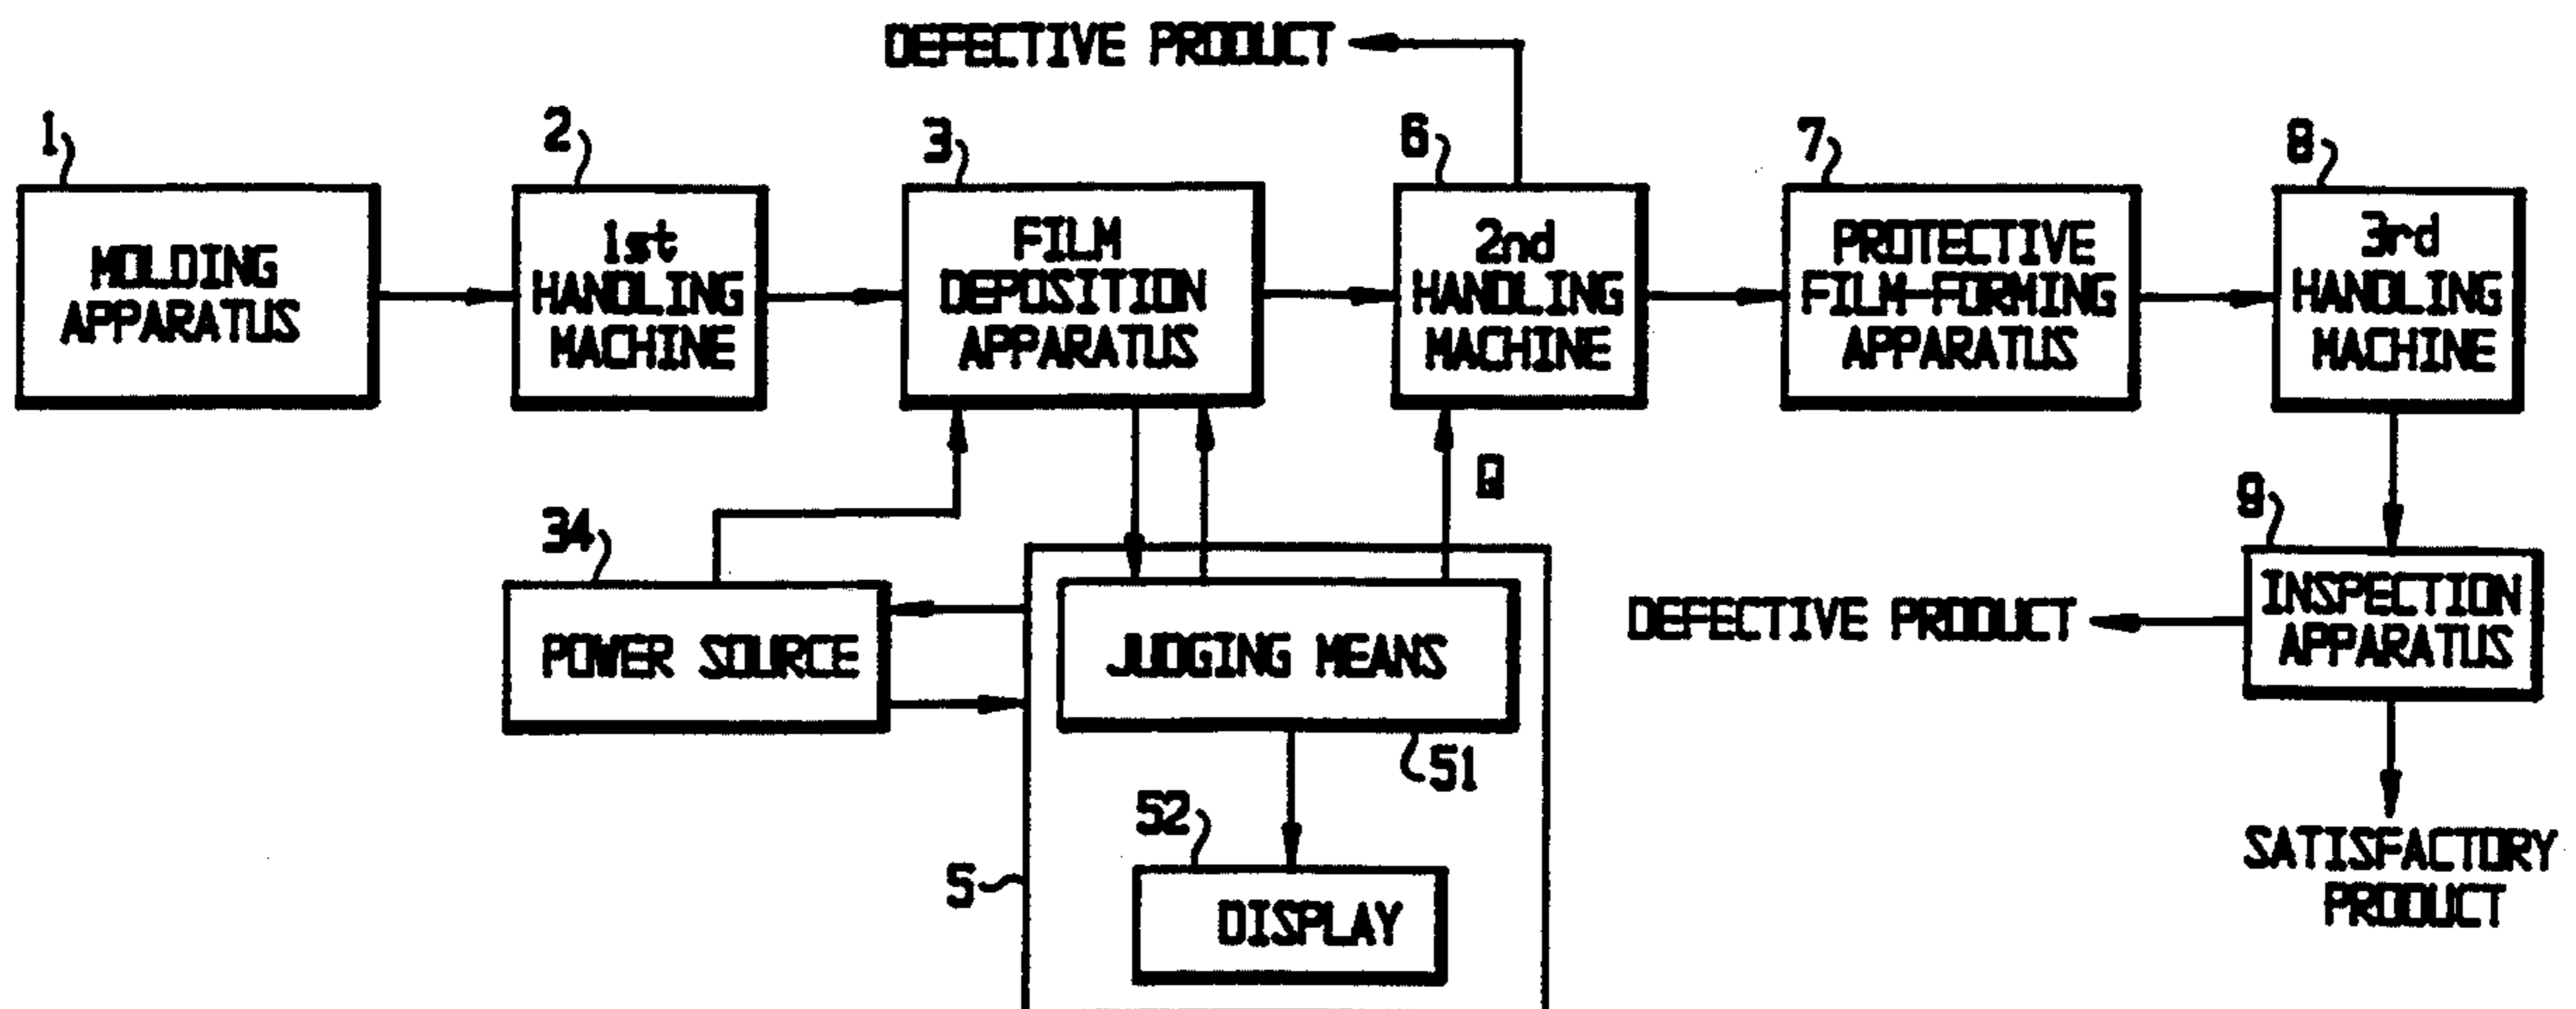 DEFECTIVE PRODUCT
1
2
3
6
7
8
MOLDING
APPARATUS
1st
HANDLING
MACHINE
FILM
DEPOSITION
APPARATUS
2nd
HANDLING
MACHINE
PROTECTIVE
FILM-FORMING
APPARATUS
3rd
HANDLING
MACHINE
34
9
POWER SOURCE
JUDGING MEANS
DEFECTIVE PRODUCT
INSPECTION
APPARATUS
51
52
5
DISPLAY
SATISFACTORY
PRODUCT